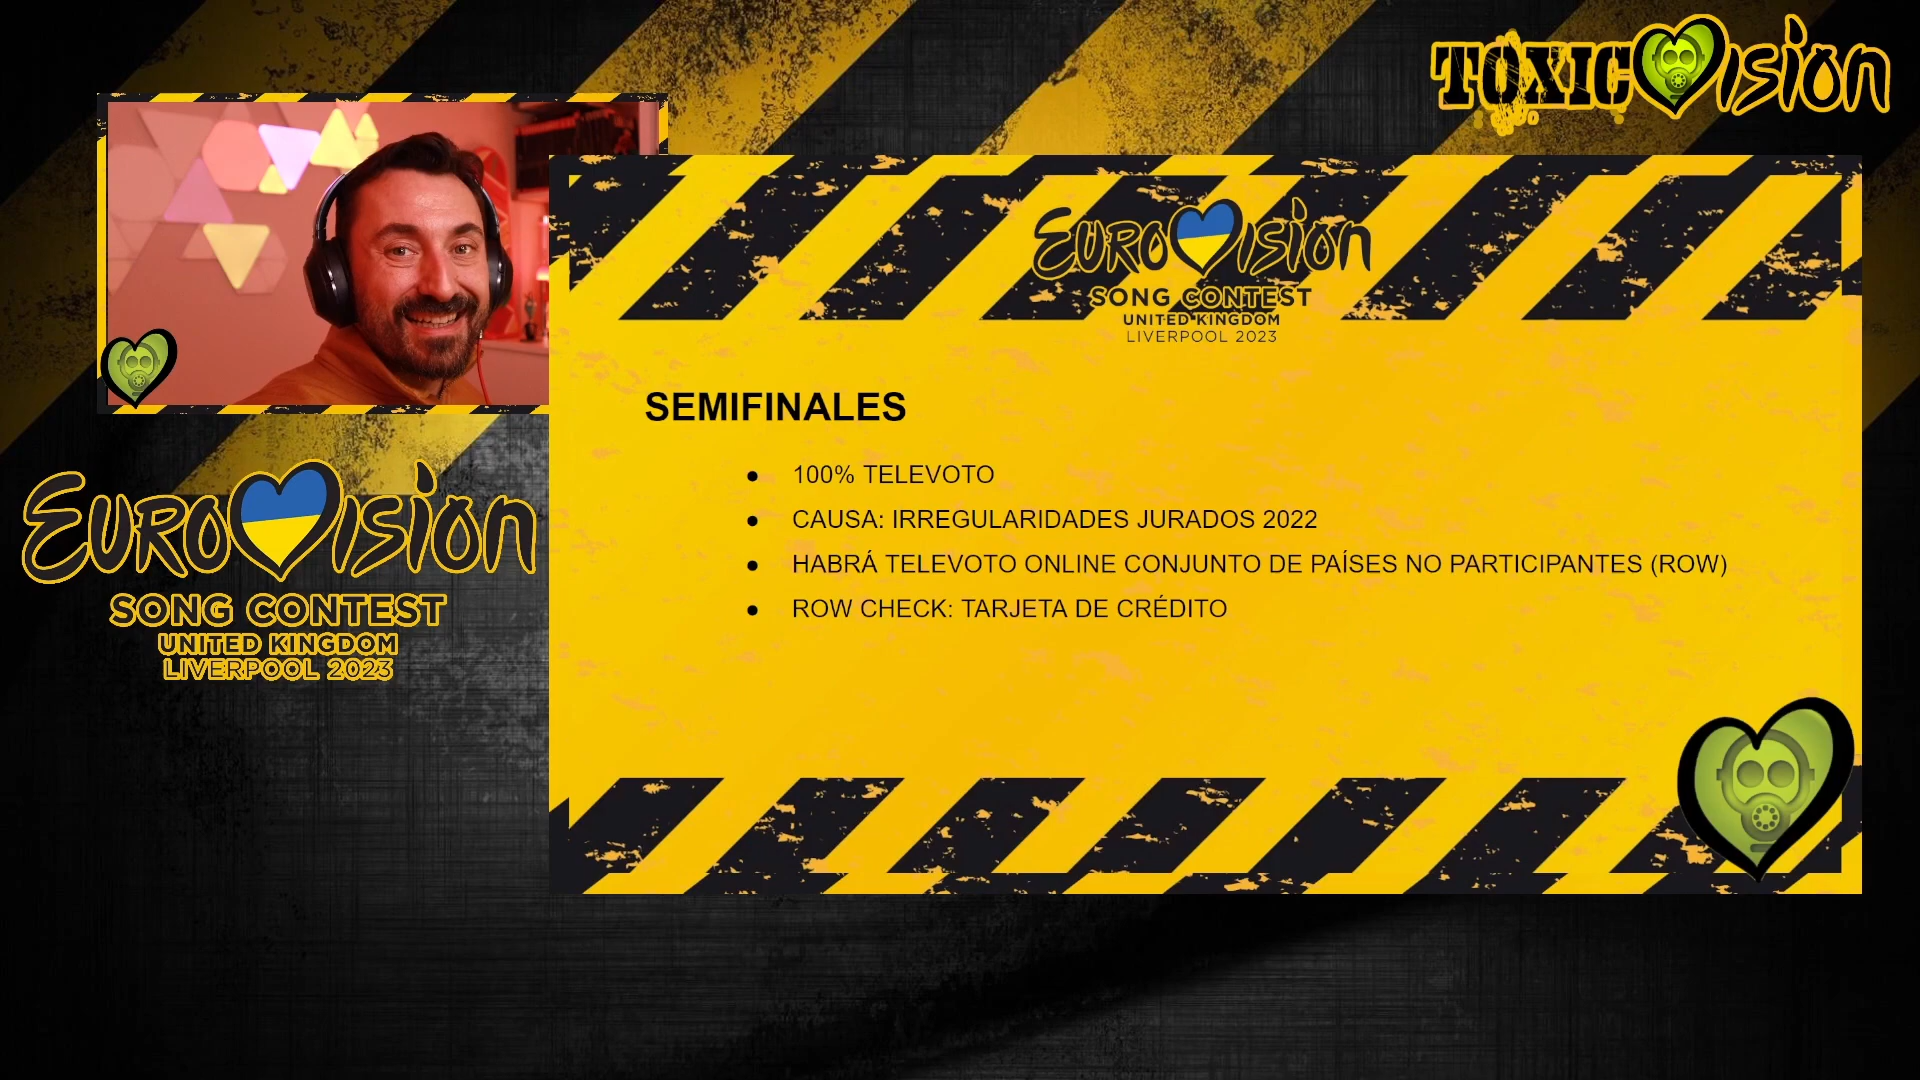 TOXICVISION
EUROVISION
SONG CONTEST
UNITED KINGDOM
LIVERPOOL 2023
SEMIFINALES
● 100% TELEVOTO
● CAUSA: IRREGULARIDADES JURADOS 2022
● HABRÁ TELEVOTO ONLINE CONJUNTO DE PAÍSES NO PARTICIPANTES (ROW)
● ROW CHECK: TARJETA DE CRÉDITO
EUROVISION
SONG CONTEST
UNITED KINGDOM
LIVERPOOL 2023